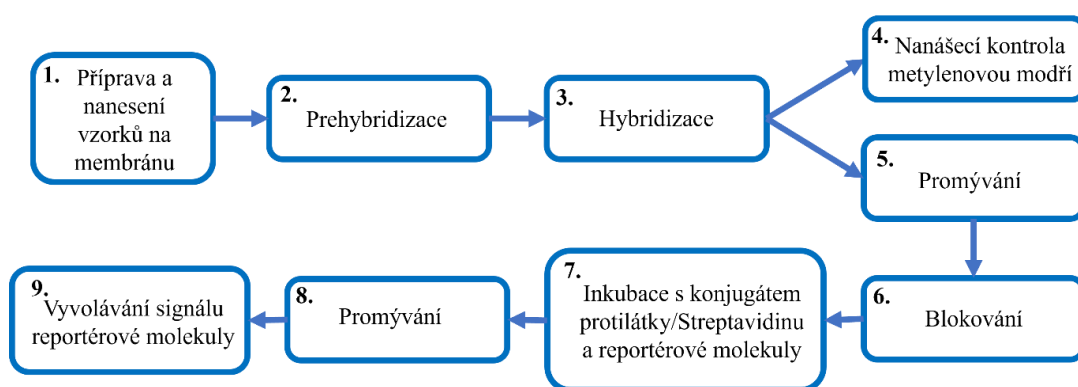 1. Příprava a
nanesení
vzorků na
membránu
2. Prehybridizace
3. Hybridizace
4. Nanášecí kontrola
metylenovou modří
5. Promývání
6. Blokování
7. Inkubace s konjugátem
protilátky/Streptavidinu
a reportérové molekuly
8. Promývání
9. Vyvolávání signálu
reportérové molekuly